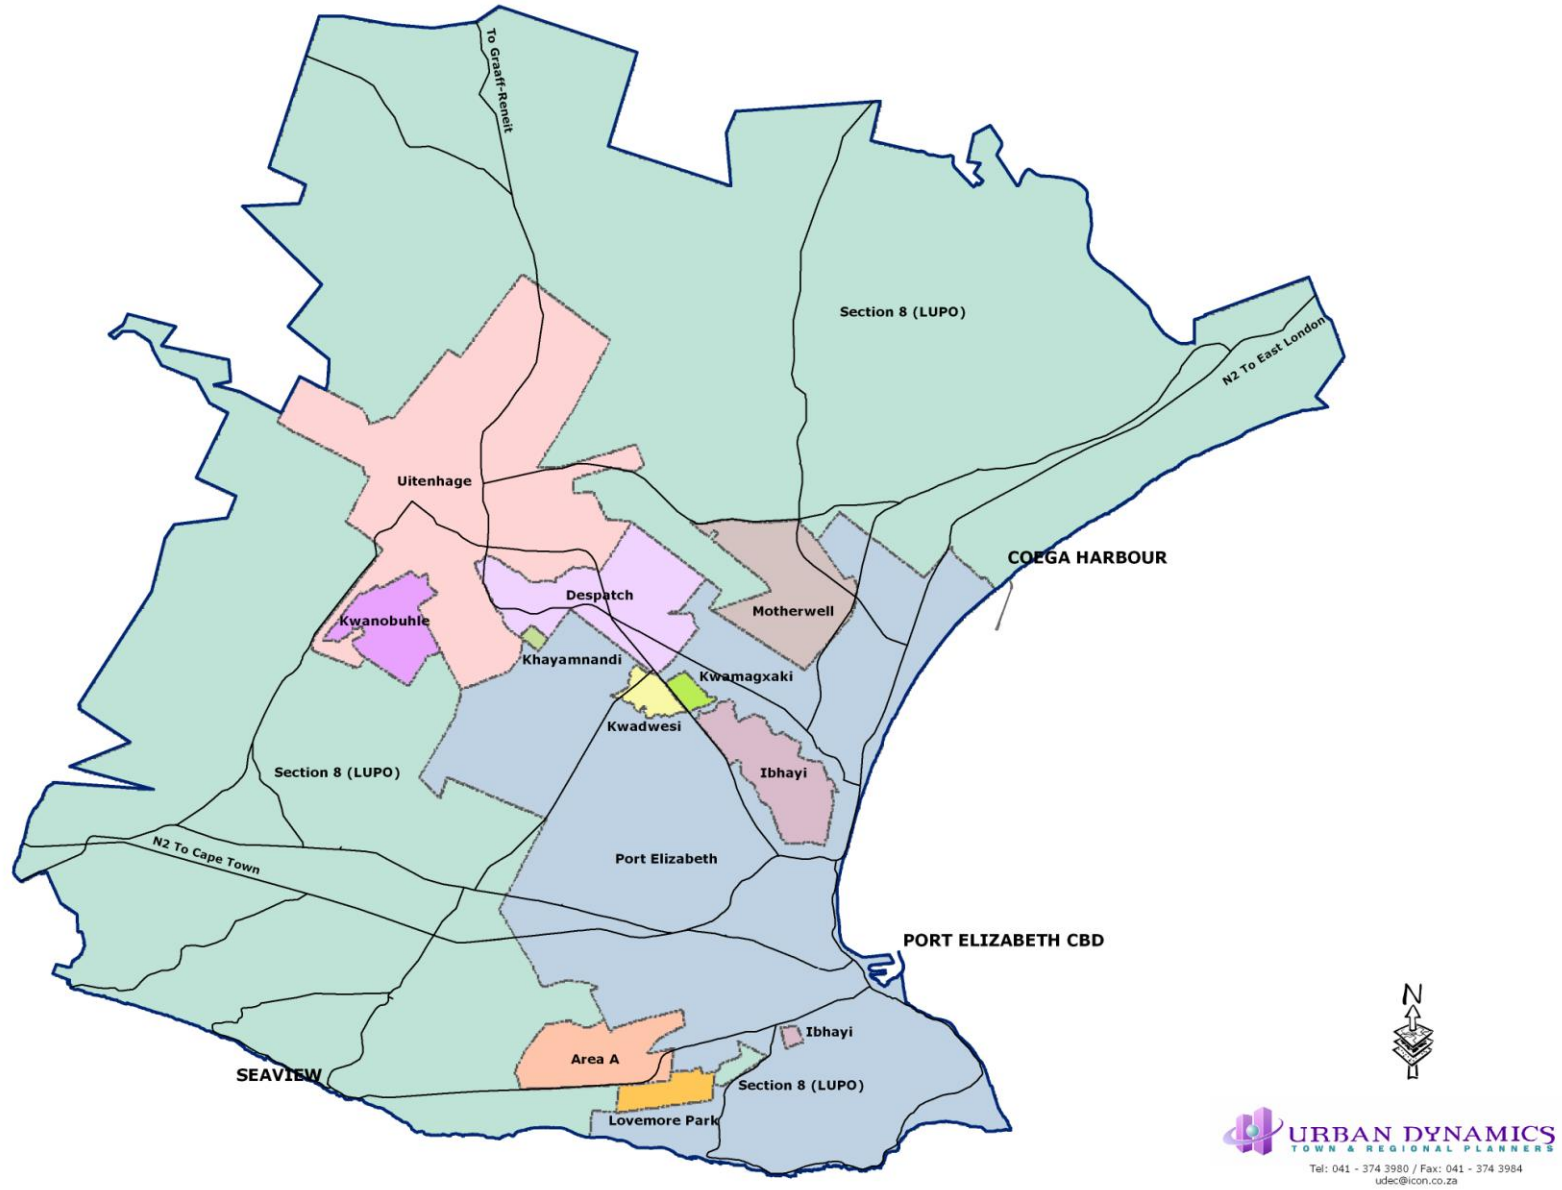 To Graaff-Reneit
Section 8 (LUPO)
N2 To East London
Uitenhage
COEGA HARBOUR
Despatch
Motherwell
Kwanobuhle
Khayamnandi
Kwamagxaki
Kwadwesi
Ibhayi
Section 8 (LUPO)
N2 To Cape Town
Port Elizabeth
PORT ELIZABETH CBD
N
Ibhayi
Area A
SEAVIEW
Section 8 (LUPO)
Lovemore Park
URBAN DYNAMICS
TOWN & REGIONAL PLANNERS
Tel: 041 - 374 3980 / Fax: 041 - 374 3984
udec@icon.co.za